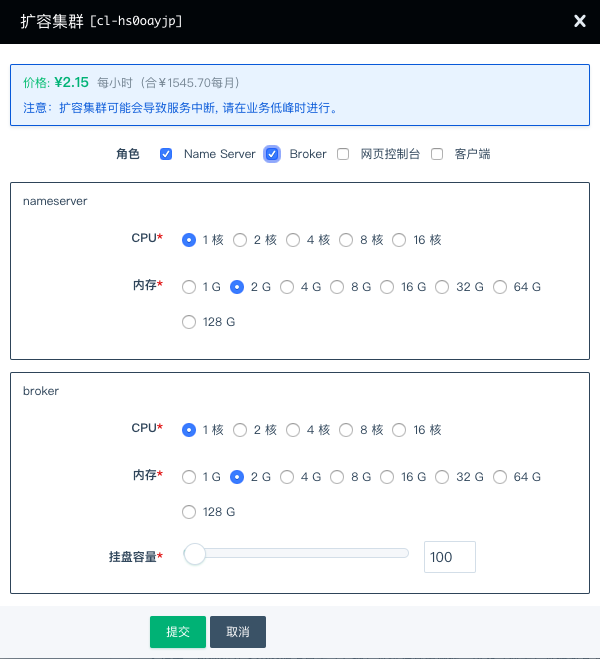 扩容集群 [cl-hs0oayjp]
价格: ¥2.15 每小时（合¥1545.70每月）
注意：扩容集群可能会导致服务中断, 请在业务低峰时进行。
角色 Name Server Broker 网页控制台 客户端
nameserver
CPU* 1 核 2 核 4 核 8 核 16 核
内存* 1 G 2 G 4 G 8 G 16 G 32 G 64 G
128 G
broker
CPU* 1 核 2 核 4 核 8 核 16 核
内存* 1 G 2 G 4 G 8 G 16 G 32 G 64 G
128 G
挂盘容量* 100
提交 取消